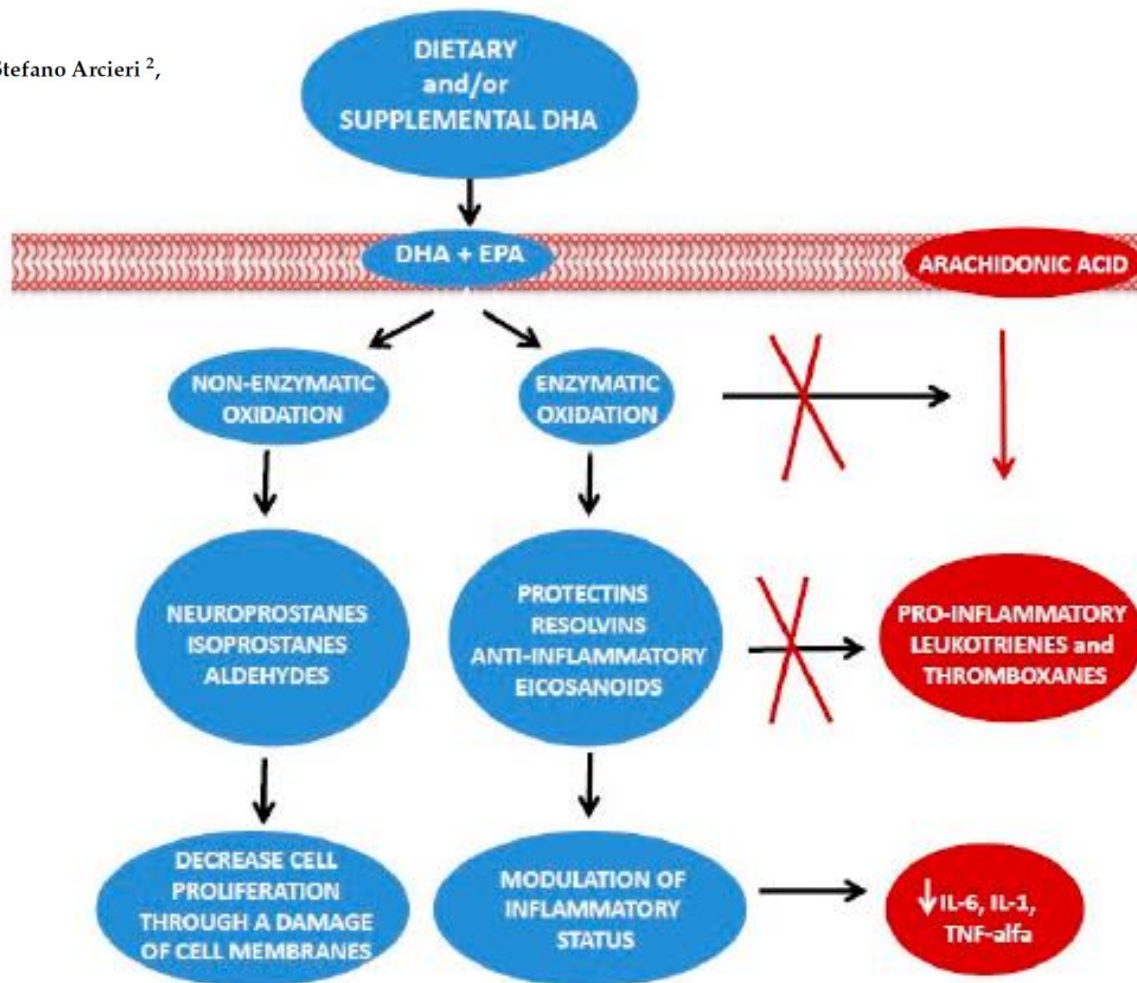 Stefano Arcieri 2,
DIETARY
and/or
SUPPLEMENTAL DHA
DHA + EPA
ARACHIDONIC ACID
NON-ENZYMATIC
OXIDATION
ENZYMATIC
OXIDATION
NEUROPROSTANES
ISOPROSTANES
ALDEHYDES
PROTECTINS
RESOLVINS
ANTI-INFLAMMATORY
EICOSANOIDS
PRO-INFLAMMATORY
LEUKOTRIENES and
THROMBOXANES
DECREASE CELL
PROLIFERATION
THROUGH A DAMAGE
OF CELL MEMBRANES
MODULATION OF
INFLAMMATORY
STATUS
↓IL-6, IL-1,
TNF-alfa